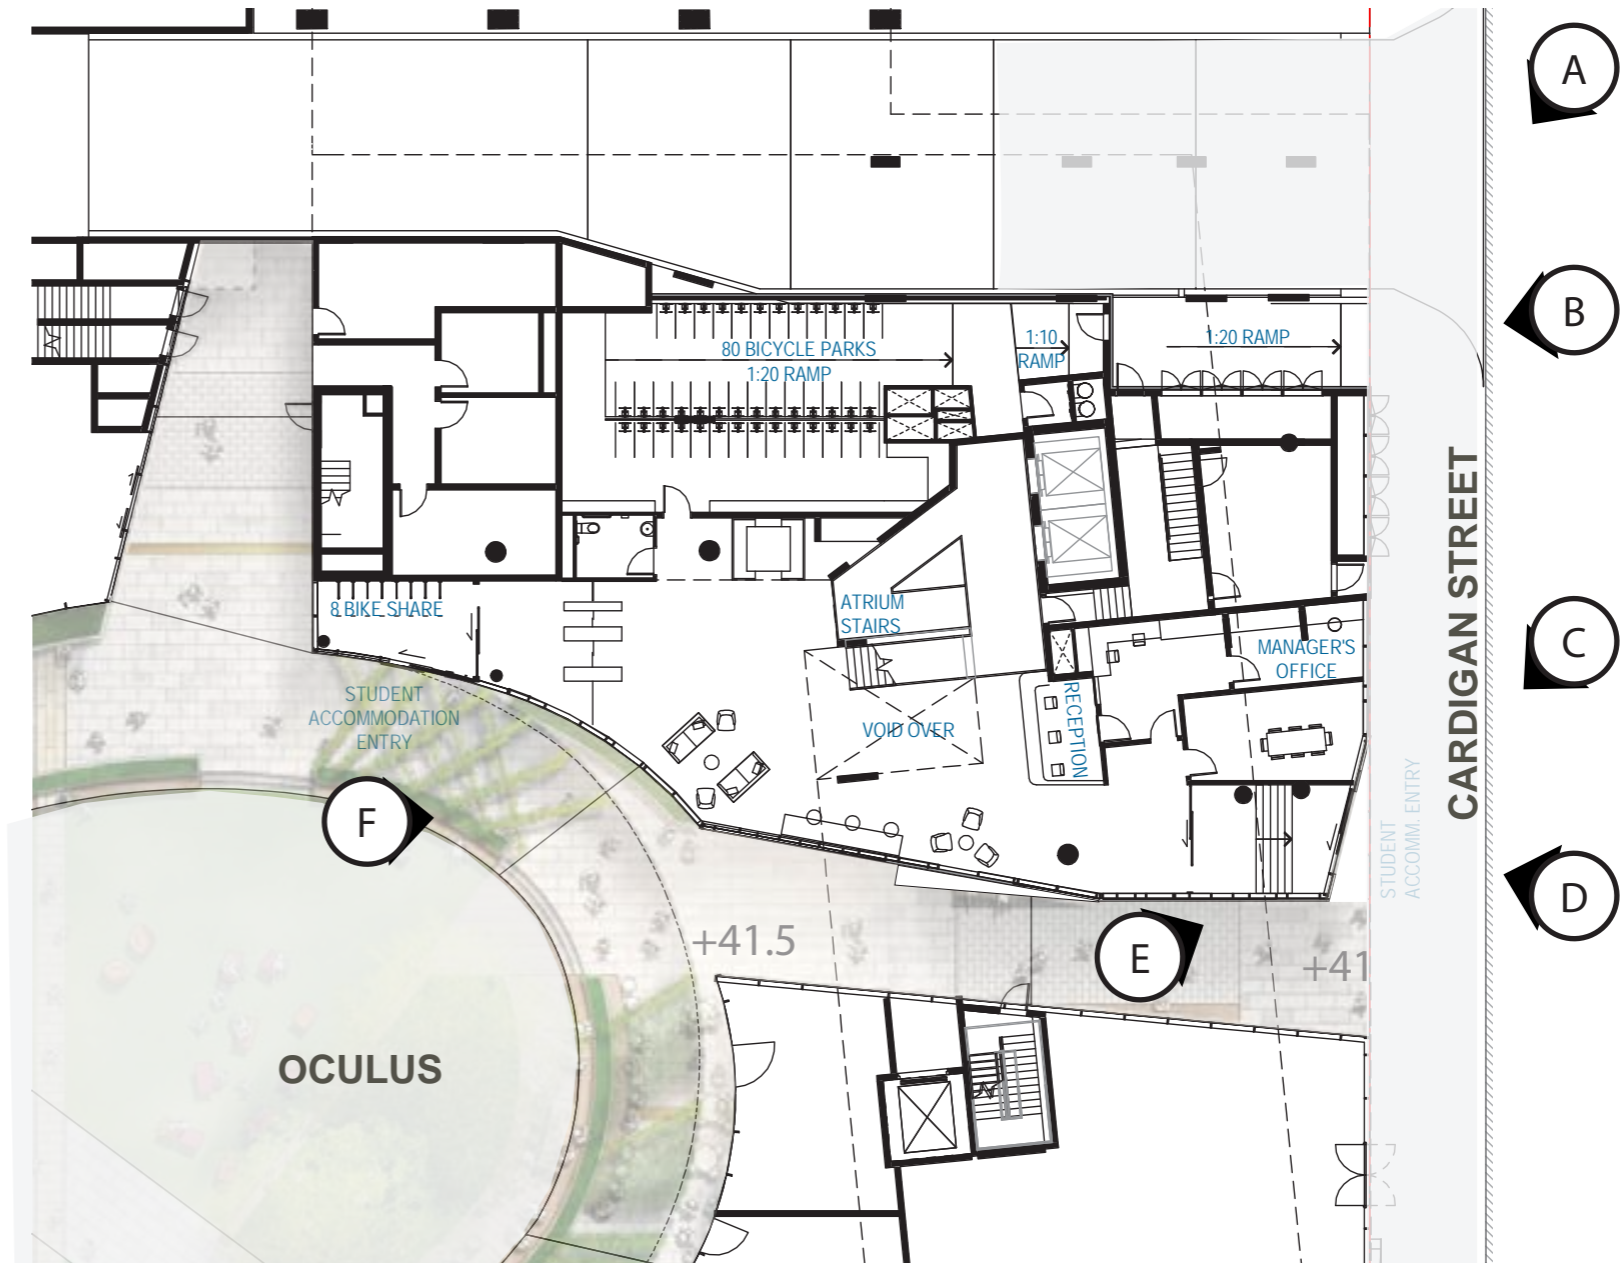 A
B
1:10
RAMP
1:20 RAMP
80 BICYCLE PARKS
1:20 RAMP
CARDIGAN STREET
8 BIKE SHARE
ATRIUM
STAIRS
C
MANAGER'S
OFFICE
STUDENT
ACCOMMODATION
ENTRY
VOID OVER
RECEPTION
F
STUDENT
ACCOMM. ENTRY
D
+41.5
E
+41
OCULUS